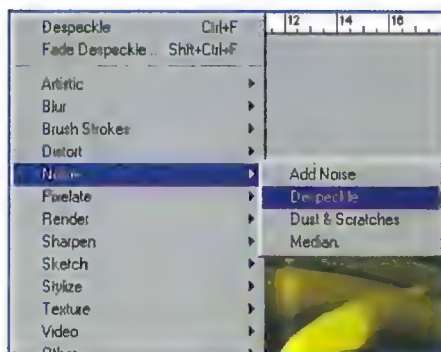 Despeckle Ctrl+F
Fade Despeckle... Shft+Ctrl+F
Artistic
Blur
Brush Strokes
Distort
Noise
Pixelate
Render
Sharpen
Sketch
Stylize
Texture
Video
Other
12 14 16
Add Noise
Despeckle
Dust & Scratches
Median...